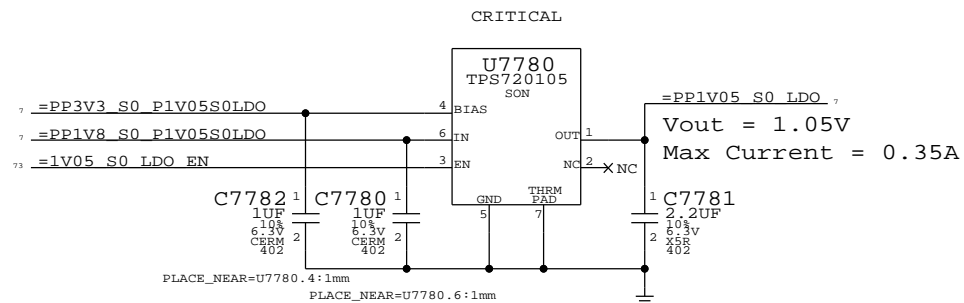 CRITICAL
U7780
TPS720105
SON
7 =PP3V3_S0_P1V05S0LDO 4 BIAS
7 =PP1V8_S0_P1V05S0LDO 6 IN
73 =1V05_S0_LDO_EN 3 EN
OUT 1
NC 2 NC
=PP1V05_S0_LDO 7
Vout = 1.05V
Max Current = 0.35A
GND
5
THRM
PAD
7
C7782 1
1UF
10%
6.3V 2
CERM
402
C7780 1
1UF
10%
6.3V 2
CERM
402
1 C7781
2.2UF
10%
2 6.3V
X5R
402
PLACE_NEAR=U7780.4:1mm
PLACE_NEAR=U7780.6:1mm